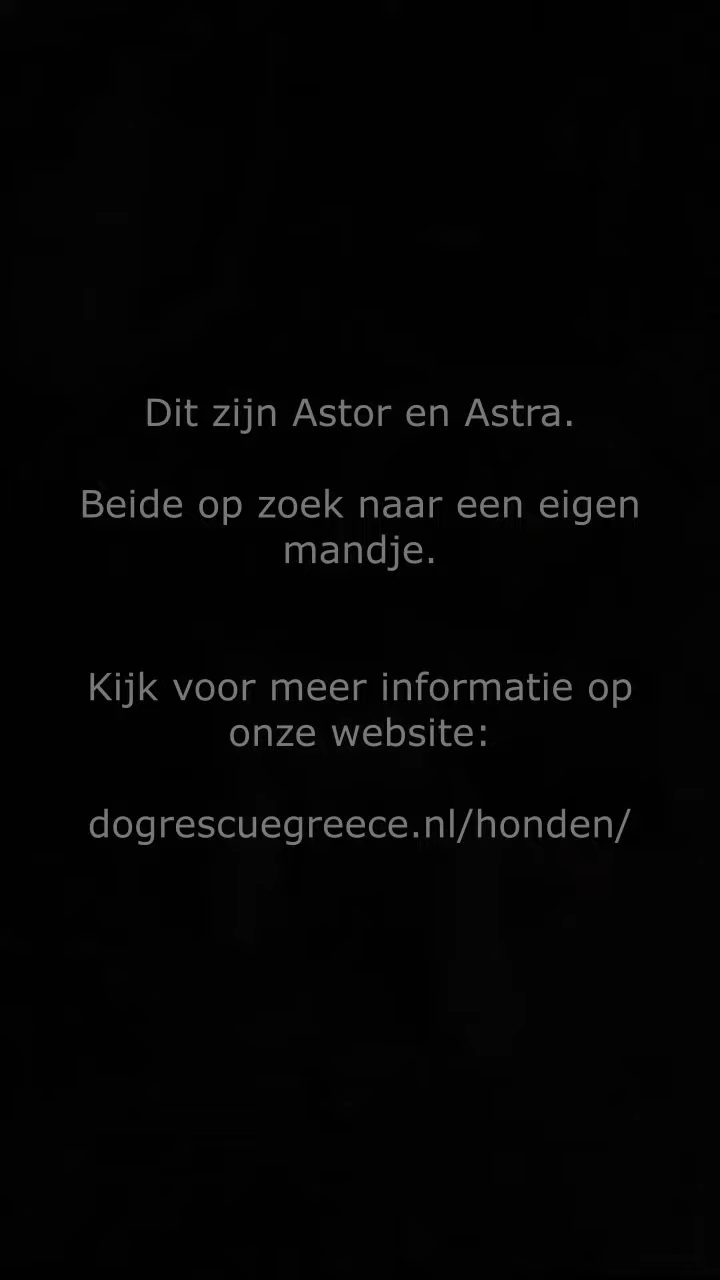 Dit zijn Astor en Astra.
Beide op zoek naar een eigen
mandje.
Kijk voor meer informatie op
onze website:
dogrescuegreece.nl/honden/